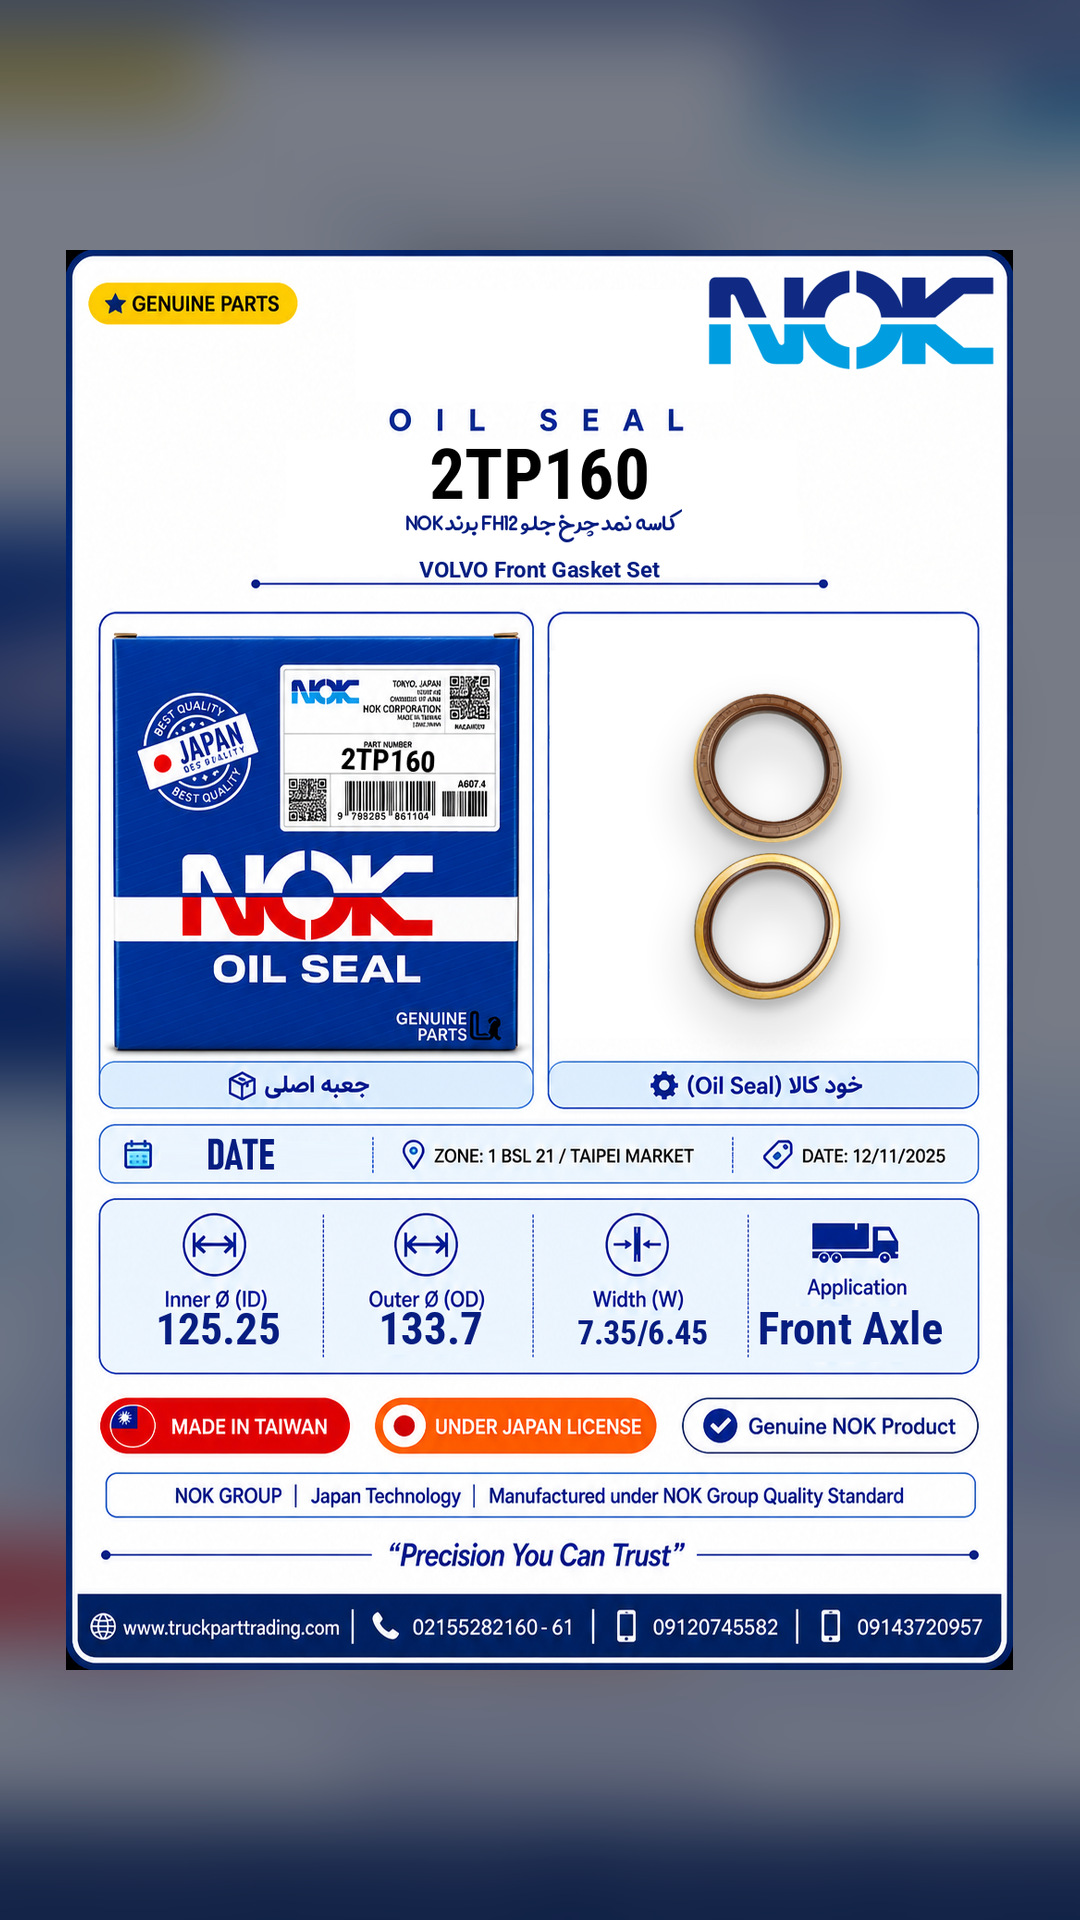 GENUINE PARTS
NOK
OIL SEAL
2TP160
کاسه نمد چرخ جلو FH12 برند NOK
VOLVO Front Gasket Set
BEST QUALITY
JAPAN
BEST QUALITY
NOK
TOKYO, JAPAN
NOK CORPORATION
PART NUMBER
2TP160
A607.4
9 798285 861104
NOK
OIL SEAL
GENUINE
PARTS
جعبه اصلی
خود کالا (Oil Seal)
DATE
ZONE: 1 BSL 21 / TAIPEI MARKET
DATE: 12/11/2025
Inner Ø (ID)
125.25
Outer Ø (OD)
133.7
Width (W)
7.35/6.45
Application
Front Axle
MADE IN TAIWAN
UNDER JAPAN LICENSE
Genuine NOK Product
NOK GROUP | Japan Technology | Manufactured under NOK Group Quality Standard
“Precision You Can Trust”
www.truckparttrading.com | 02155282160-61 | 09120745582 | 09143720957